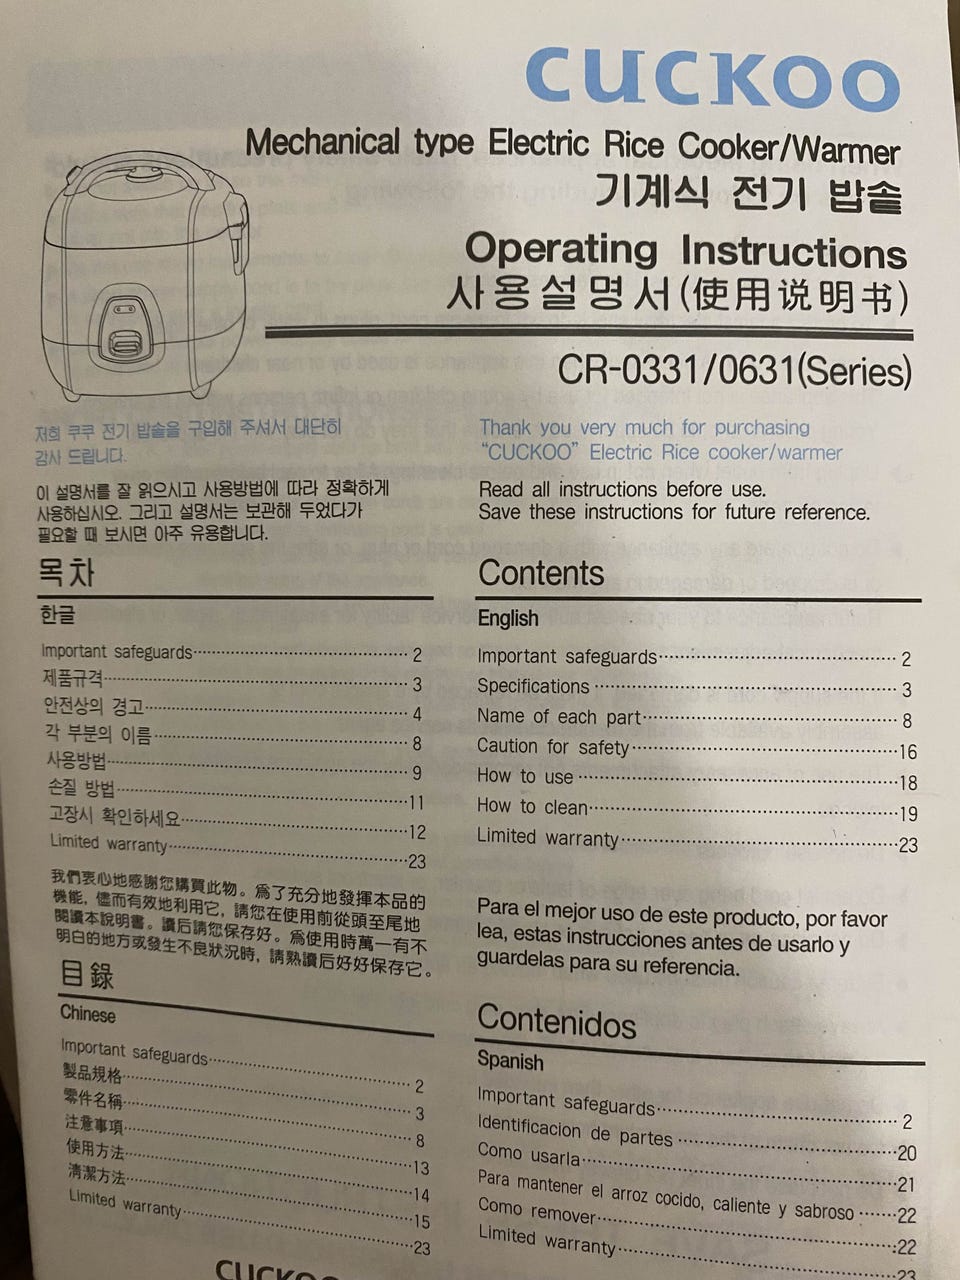 CUCKOO
Mechanical type Electric Rice Cooker/Warmer
기계식 전기 밥솥
Operating Instructions
사용설명서(使用说明书)
CR-0331/0631(Series)
저희 쿠쿠 전기 밥솥을 구입해 주셔서 대단히
감사 드립니다.
이 설명서를 잘 읽으시고 사용방법에 따라 정확하게
사용하십시오. 그리고 설명서는 보관해 두었다가
필요할 때 보시면 아주 유용합니다.
목차
한글
Important safeguards 2
제품규격 3
안전상의 경고 4
각 부분의 이름 8
사용방법 9
손질 방법 11
고장시 확인하세요 12
Limited warranty 23
Thank you very much for purchasing
"CUCKOO" Electric Rice cooker/warmer
Read all instructions before use.
Save these instructions for future reference.
Contents
English
Important safeguards 2
Specifications 3
Name of each part 8
Caution for safety 16
How to use 18
How to clean 19
Limited warranty 23
我們衷心地感謝您購買此物。爲了充分地發揮本品的
機能, 儘而有效地利用它, 請您在使用前從頭至尾地
閱讀本說明書。讀后請您保存好。爲使用時萬一有不
明白的地方或發生不良狀況時, 請熟讀后好好保存它。
目錄
Chinese
Important safeguards 2
製品規格 3
零件名稱 8
注意事項 13
使用方法 14
淸潔方法 15
Limited warranty 23
CUCKOO
Para el mejor uso de este producto, por favor
lea, estas instrucciones antes de usarlo y
guardelas para su referencia.
Contenidos
Spanish
Important safeguards 2
Identificacion de partes 20
Como usarla 21
Para mantener el arroz cocido, caliente y sabroso 22
Como remover 22
Limited warranty 23